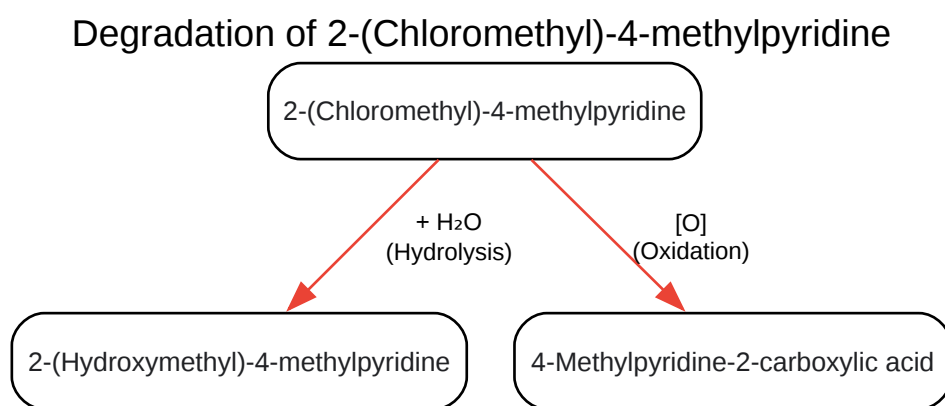 Degradation of 2-(Chloromethyl)-4-methylpyridine
2-(Chloromethyl)-4-methylpyridine
+ H₂O
(Hydrolysis)
[O]
(Oxidation)
2-(Hydroxymethyl)-4-methylpyridine
4-Methylpyridine-2-carboxylic acid